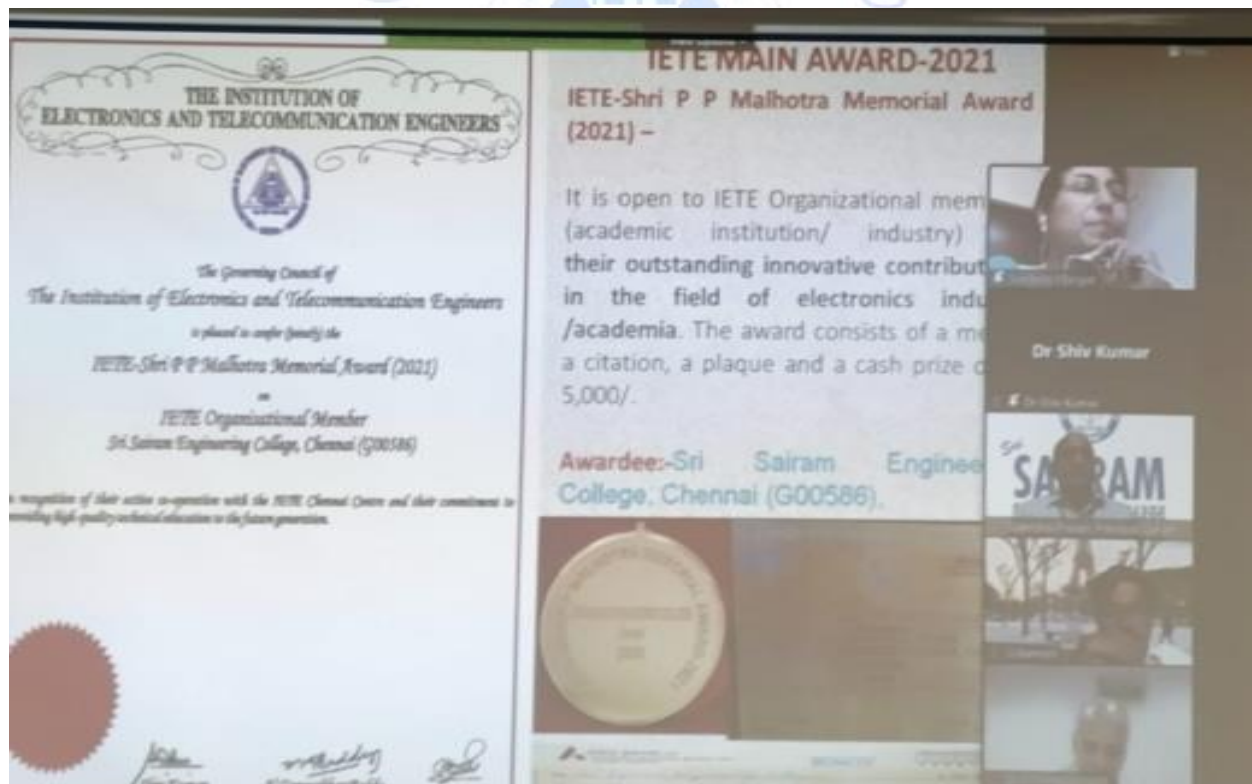 IETE
THE INSTITUTION OF
ELECTRONICS AND TELECOMMUNICATION ENGINEERS
The Governing Council of
The Institution of Electronics and Telecommunication Engineers
is pleased to confer (jointly) the
IETE-Shri P P Malhotra Memorial Award (2021)
on
IETE Organisational Member
Sri Sairam Engineering College, Chennai (G00586)
recognition of their active co-operation with the IETE Chennai Centre and their commitment to
providing high quality technical education to the future generation.
IETE MAIN AWARD-2021
IETE-Shri P P Malhotra Memorial Award
(2021) –
It is open to IETE Organizational mem
(academic institution/ industry)
their outstanding innovative contribut
in the field of electronics indu
/academia. The award consists of a me
a citation, a plaque and a cash prize o
5,000/.
Awardee:-Sri Sairam Enginee
College, Chennai (G00586).
Dr Shiv Kumar
Dr Shiv Kumar
Sri
SAIRAM